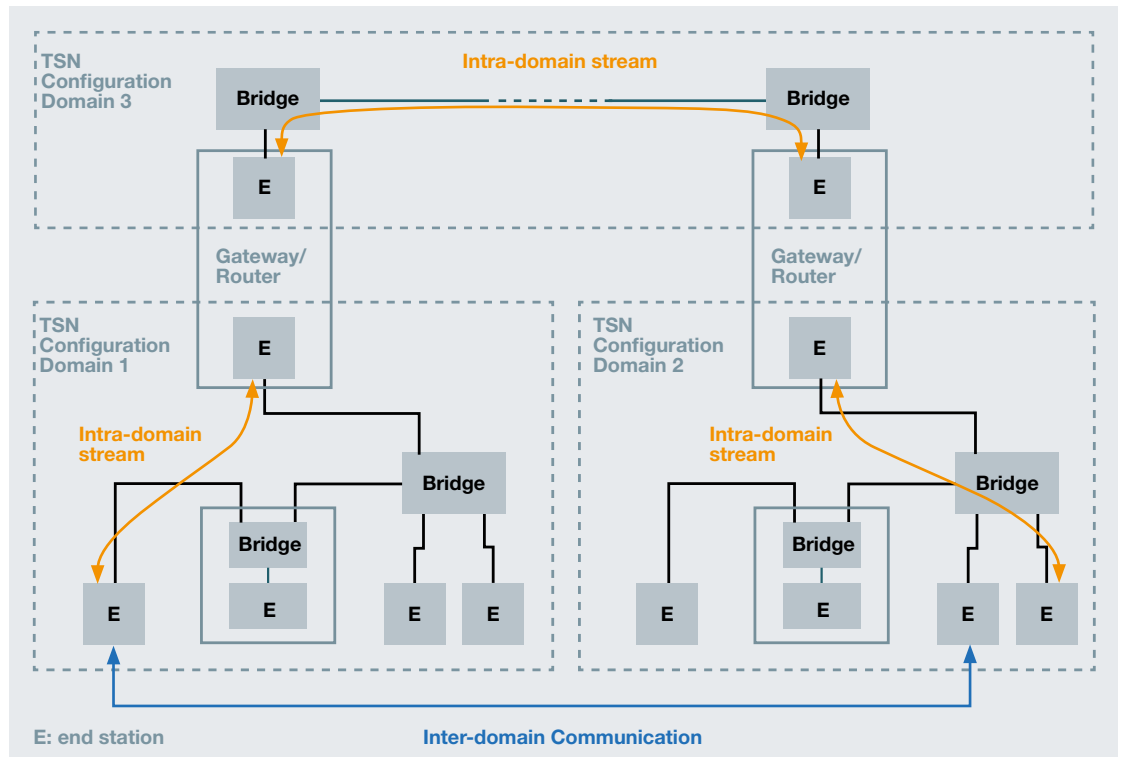 TSN
Configuration
Domain 3
Intra-domain stream
Bridge
Bridge
E
E
Gateway/
Router
Gateway/
Router
TSN
Configuration
Domain 1
E
TSN
Configuration
Domain 2
E
Intra-domain
stream
Intra-domain
stream
Bridge
Bridge
Bridge
Bridge
E
E
E
E
E
E
E
E
E: end station
Inter-domain Communication